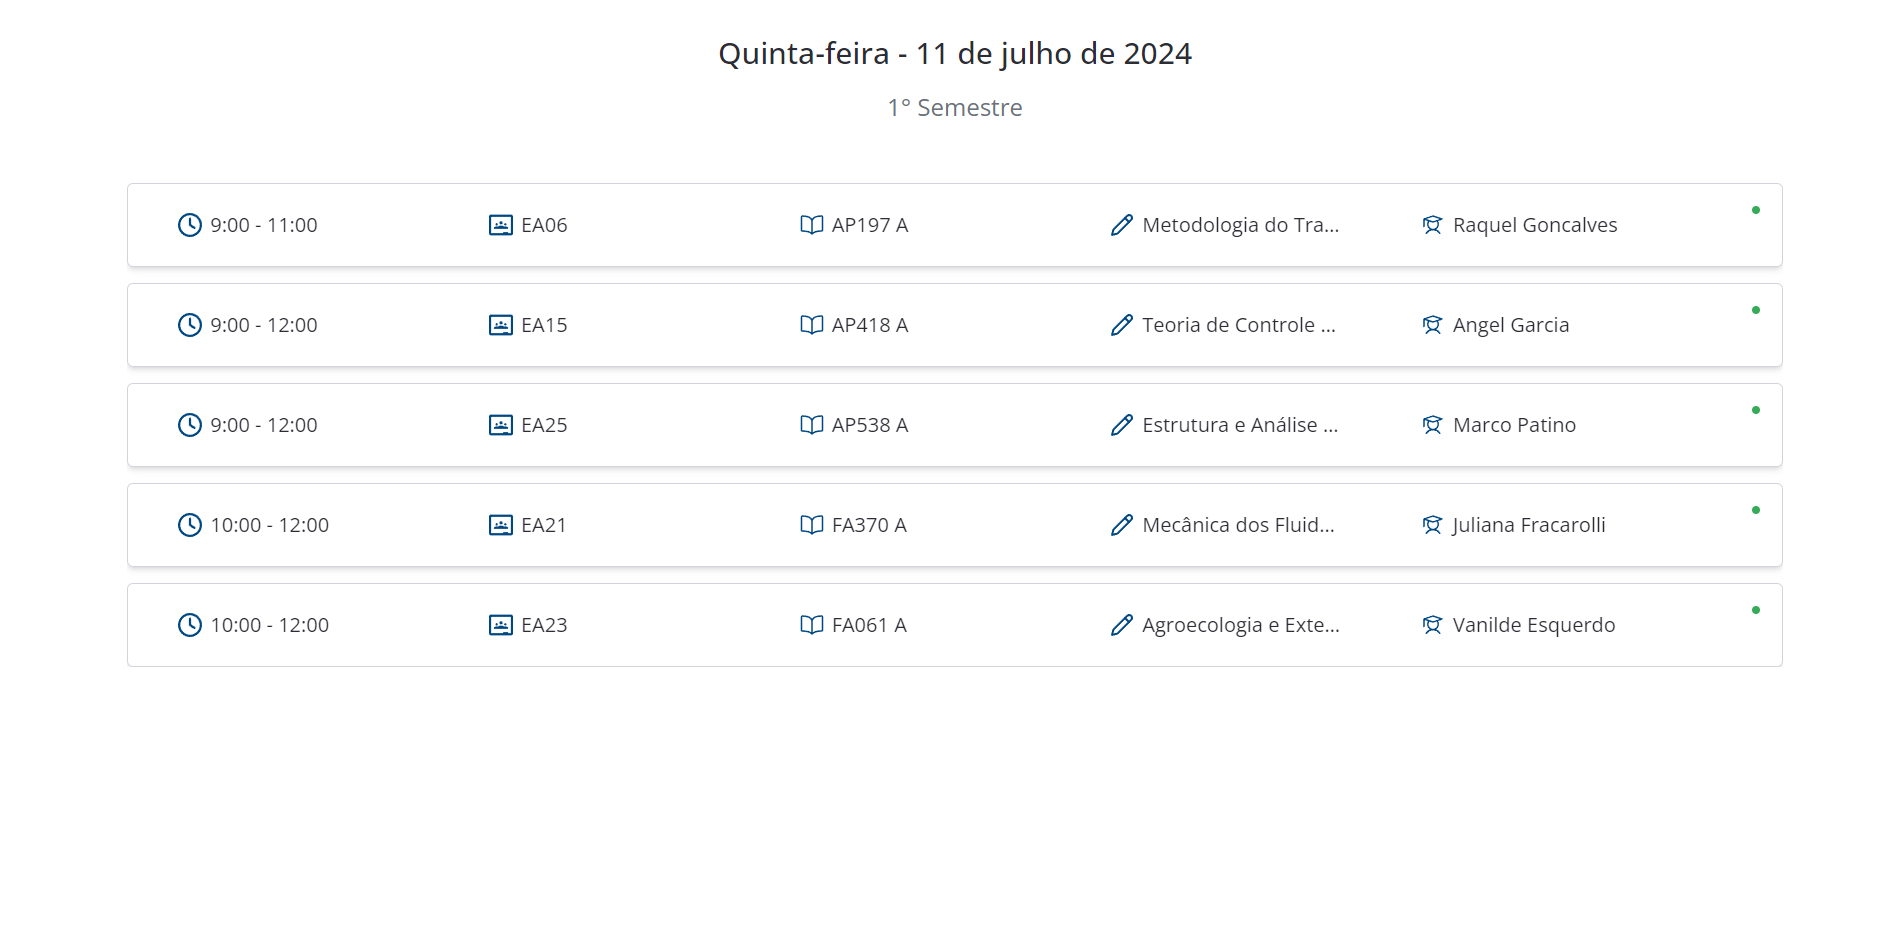 Quinta-feira - 11 de julho de 2024
1° Semestre
9:00 - 11:00 EA06 AP197 A Metodologia do Tra... Raquel Goncalves
9:00 - 12:00 EA15 AP418 A Teoria de Controle ... Angel Garcia
9:00 - 12:00 EA25 AP538 A Estrutura e Análise ... Marco Patino
10:00 - 12:00 EA21 FA370 A Mecânica dos Fluid... Juliana Fracarolli
10:00 - 12:00 EA23 FA061 A Agroecologia e Exte... Vanilde Esquerdo